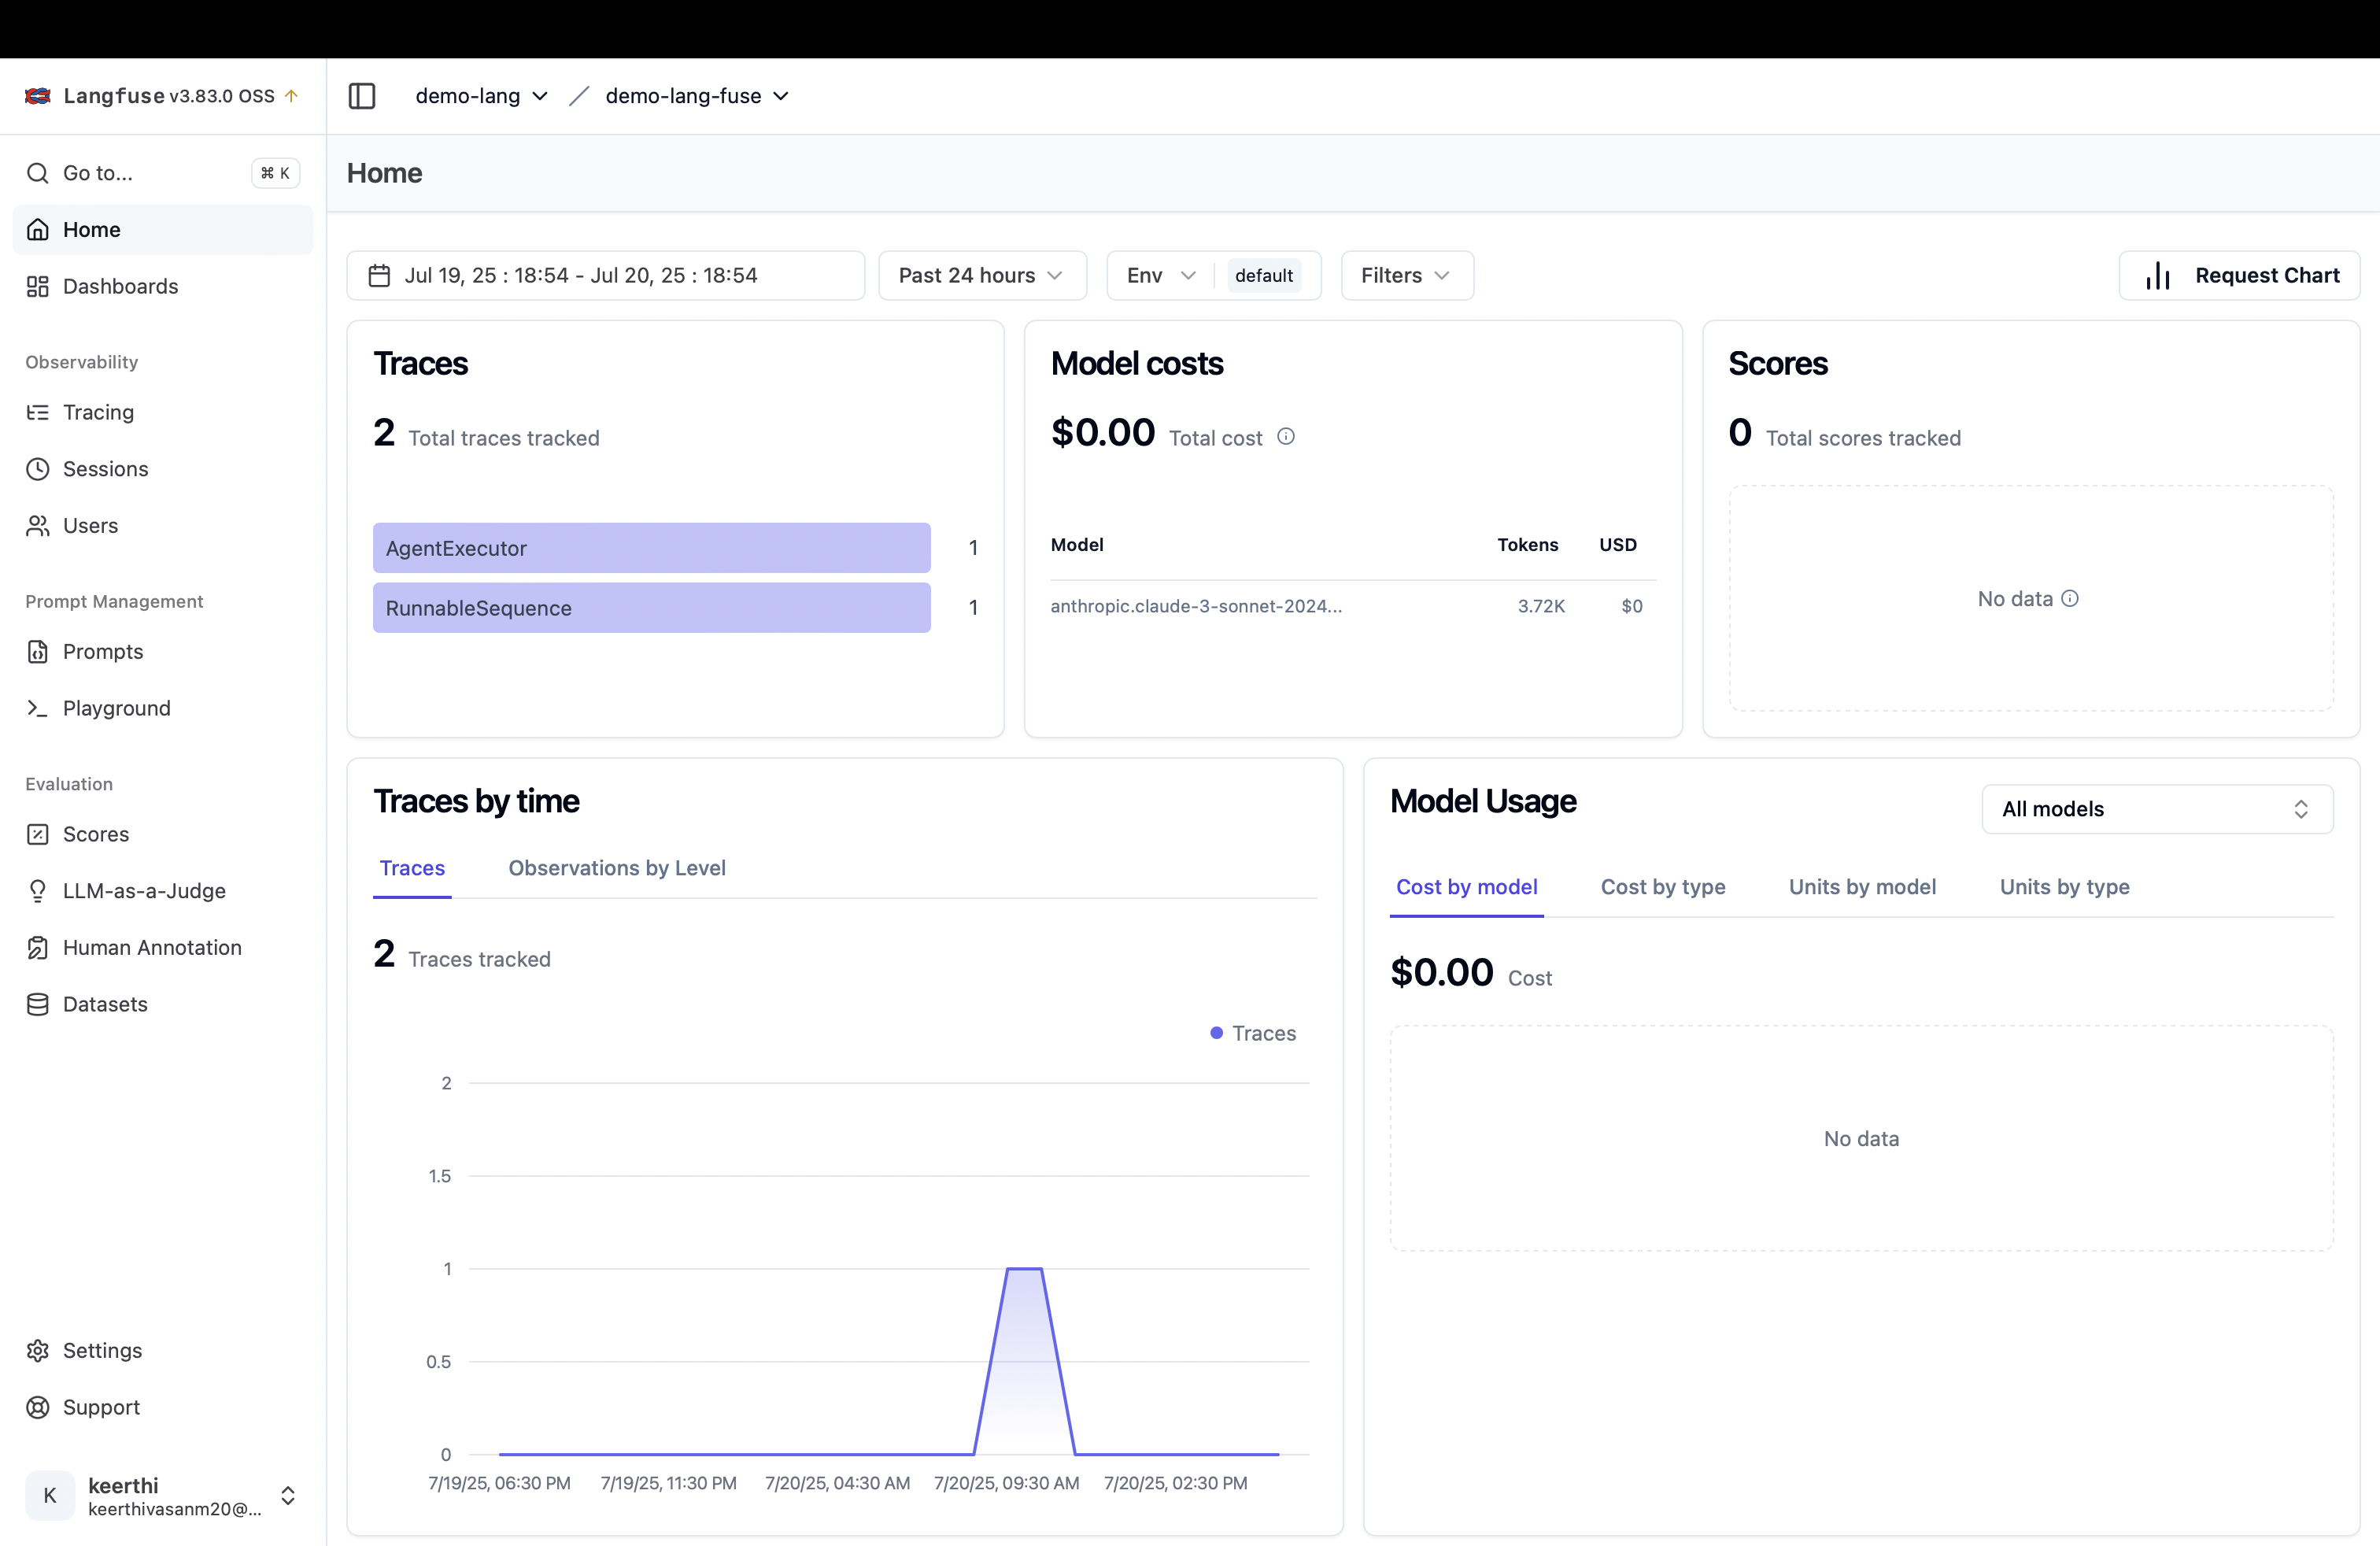 Langfuse v3.83.0 OSS
demo-lang / demo-lang-fuse
Go to...
⌘ K
Home
Dashboards
Observability
Tracing
Sessions
Users
Prompt Management
Prompts
Playground
Evaluation
Scores
LLM-as-a-Judge
Human Annotation
Datasets
Settings
Support
K
keerthi
keerthivasanm20@...
Home
Jul 19, 25 : 18:54 - Jul 20, 25 : 18:54
Past 24 hours
Env
default
Filters
Request Chart
Traces
2 Total traces tracked
AgentExecutor 1
RunnableSequence 1
Model costs
$0.00 Total cost
Model Tokens USD
anthropic.claude-3-sonnet-2024... 3.72K $0
Scores
0 Total scores tracked
No data
Traces by time
Traces Observations by Level
2 Traces tracked
Traces
2
1.5
1
0.5
0
7/19/25, 06:30 PM 7/19/25, 11:30 PM 7/20/25, 04:30 AM 7/20/25, 09:30 AM 7/20/25, 02:30 PM
Model Usage
All models
Cost by model Cost by type Units by model Units by type
$0.00 Cost
No data